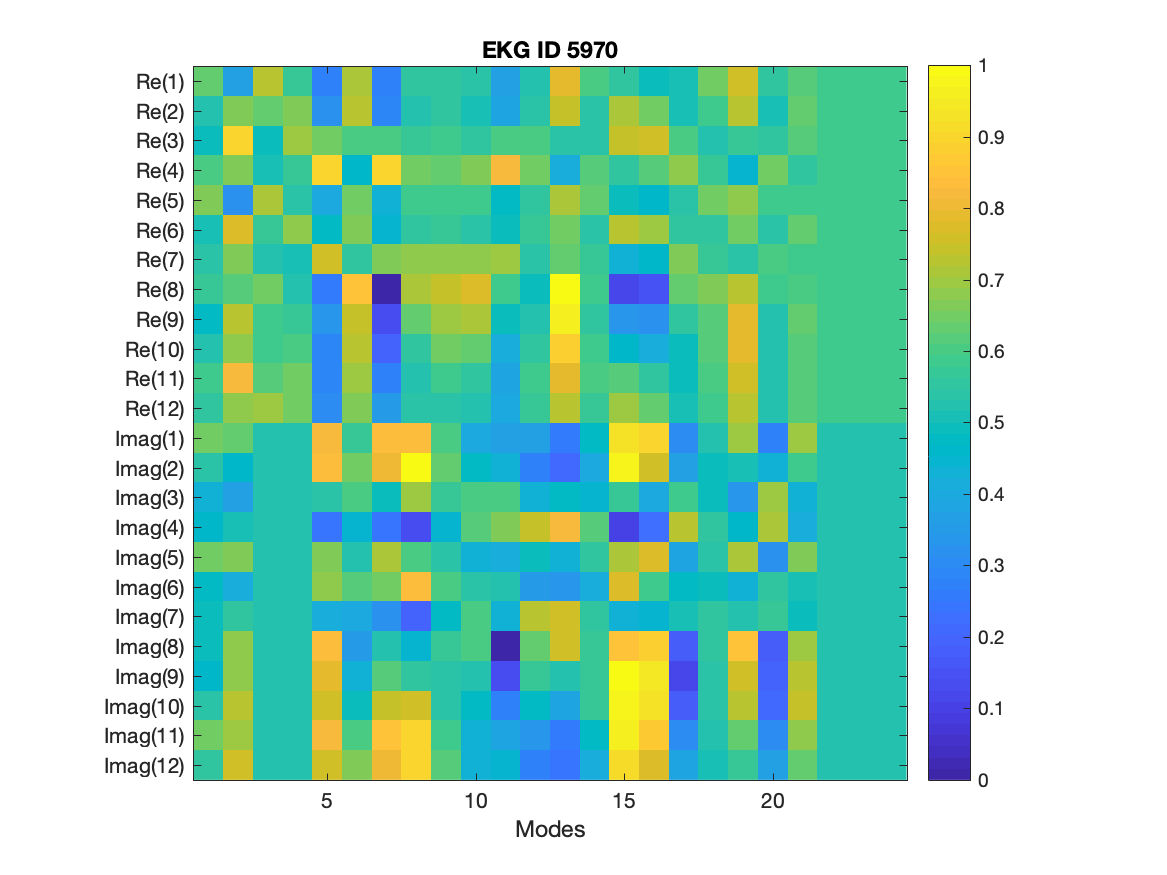 EKG ID 5970
Re(1)
Re(2)
Re(3)
Re(4)
Re(5)
Re(6)
Re(7)
Re(8)
Re(9)
Re(10)
Re(11)
Re(12)
Imag(1)
Imag(2)
Imag(3)
Imag(4)
Imag(5)
Imag(6)
Imag(7)
Imag(8)
Imag(9)
Imag(10)
Imag(11)
Imag(12)
5 10 15 20
Modes
1
0.9
0.8
0.7
0.6
0.5
0.4
0.3
0.2
0.1
0